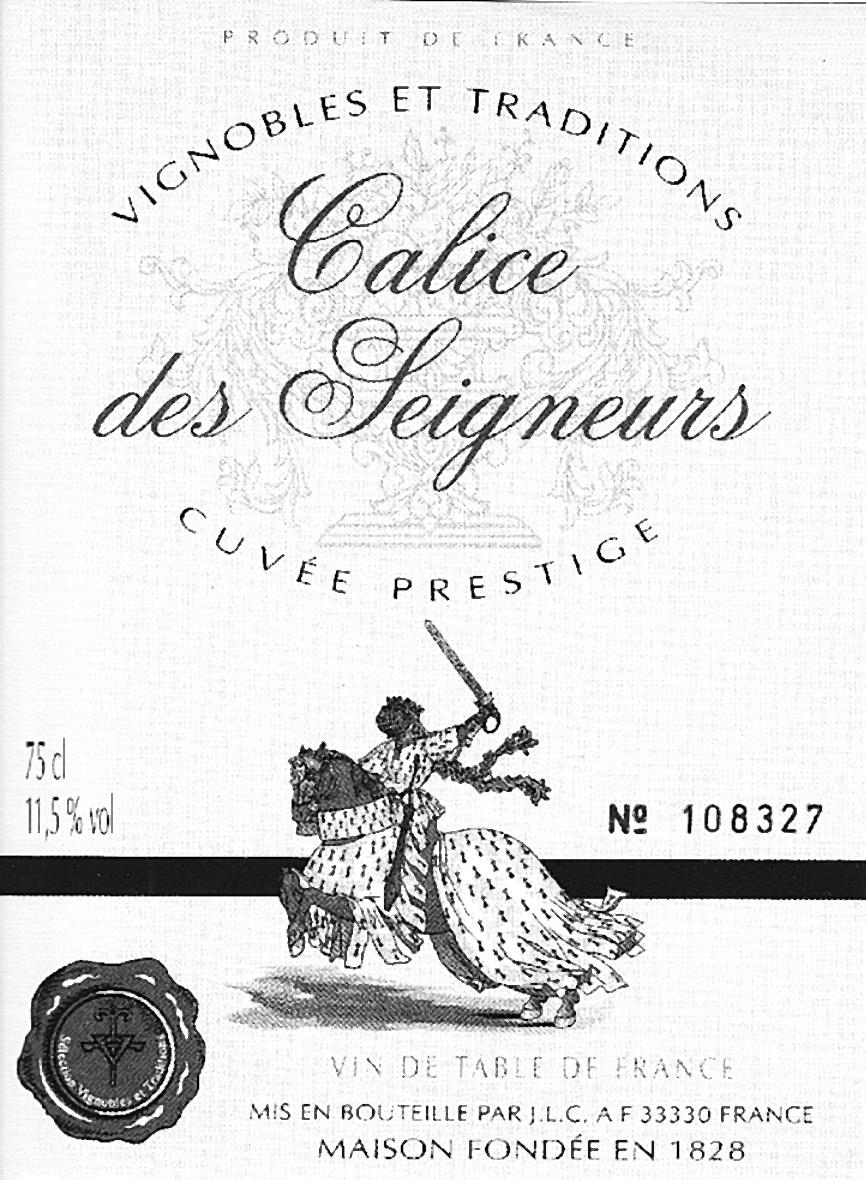 PRODUIT DE FRANCE
VIGNOBLES ET TRADITIONS
Calice
des Seigneurs
CUVÉE PRESTIGE
75 cl
11,5 % vol
Nº 108327
Sélection Vignobles et Traditions
VIN DE TABLE DE FRANCE
MIS EN BOUTEILLE PAR J.L.C. A F 33330 FRANCE
MAISON FONDÉE EN 1828